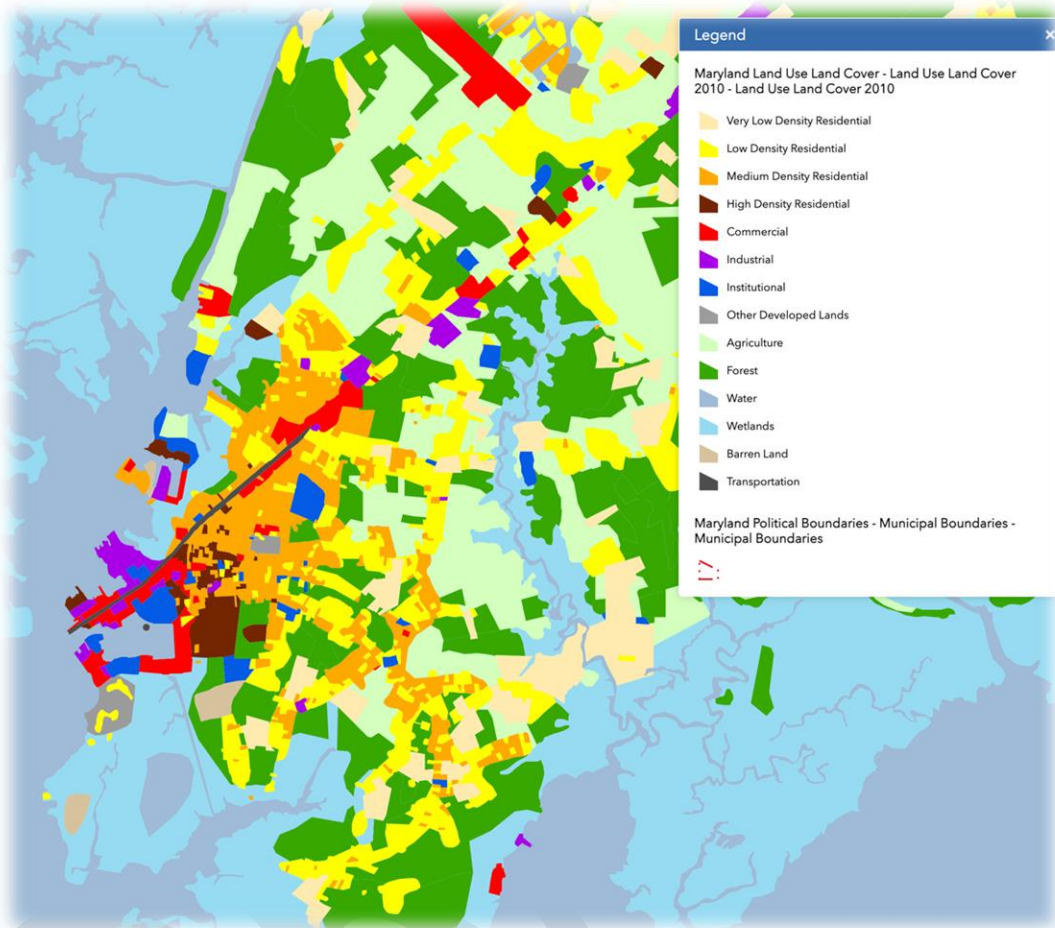 Legend
Maryland Land Use Land Cover - Land Use Land Cover
2010 - Land Use Land Cover 2010
Very Low Density Residential
Low Density Residential
Medium Density Residential
High Density Residential
Commercial
Industrial
Institutional
Other Developed Lands
Agriculture
Forest
Water
Wetlands
Barren Land
Transportation
Maryland Political Boundaries - Municipal Boundaries -
Municipal Boundaries